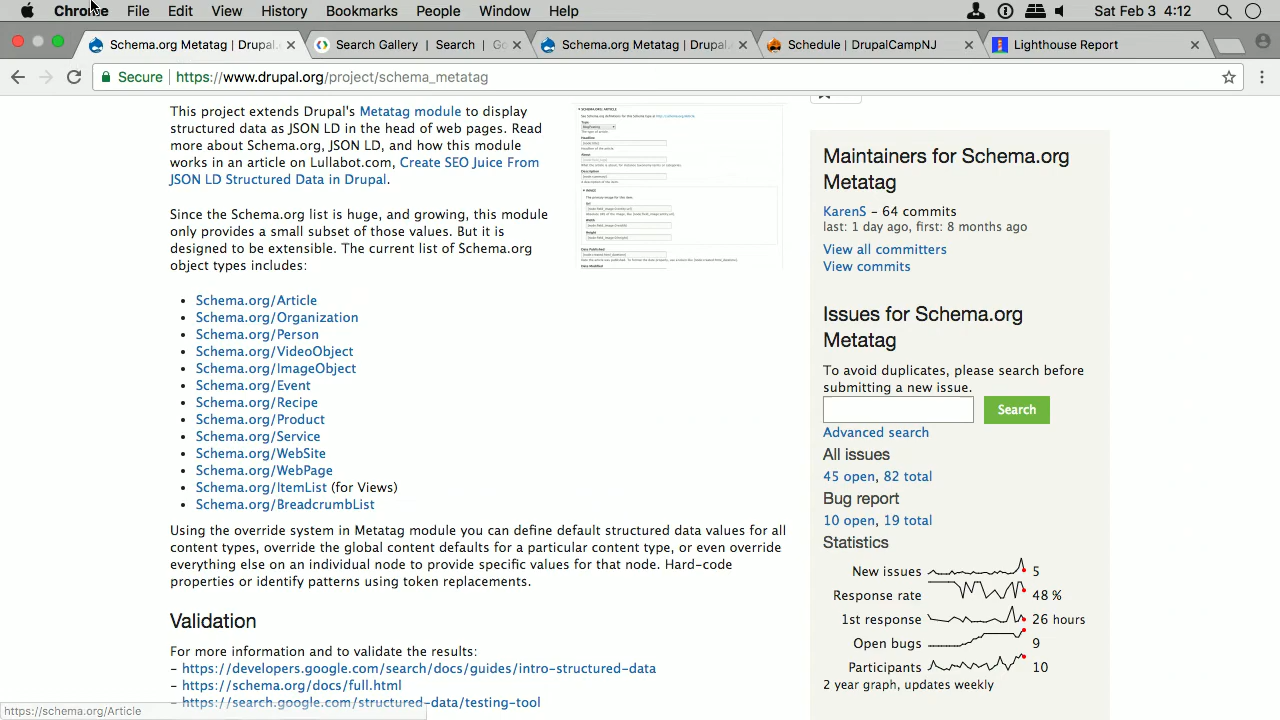 Chrome File Edit View History Bookmarks People Window Help Sat Feb 3 4:12
Schema.org Metatag | Drupal. Search Gallery | Search | Go Schema.org Metatag | Drupal. Schedule | DrupalCampNJ Lighthouse Report
Secure https://www.drupal.org/project/schema_metatag
This project extends Drupal's Metatag module to display
structured data as JSON LD in the head of web pages. Read
more about Schema.org, JSON LD, and how this module
works in an article on Lullabot.com, Create SEO Juice From
JSON LD Structured Data in Drupal.
Since the Schema.org list is huge, and growing, this module
only provides a small subset of those values. But it is
designed to be extensible. The current list of Schema.org
object types includes:
• Schema.org/Article
• Schema.org/Organization
• Schema.org/Person
• Schema.org/VideoObject
• Schema.org/ImageObject
• Schema.org/Event
• Schema.org/Recipe
• Schema.org/Product
• Schema.org/Service
• Schema.org/WebSite
• Schema.org/WebPage
• Schema.org/ItemList (for Views)
• Schema.org/BreadcrumbList
Using the override system in Metatag module you can define default structured data values for all
content types, override the global content defaults for a particular content type, or even override
everything else on an individual node to provide specific values for that node. Hard-code
properties or identify patterns using token replacements.
Validation
For more information and to validate the results:
– https://developers.google.com/search/docs/guides/intro-structured-data
– https://schema.org/docs/full.html
– https://search.google.com/structured-data/testing-tool
Maintainers for Schema.org
Metatag
KarenS – 64 commits
last: 1 day ago, first: 8 months ago
View all committers
View commits
Issues for Schema.org
Metatag
To avoid duplicates, please search before
submitting a new issue.
Search
Advanced search
All issues
45 open, 82 total
Bug report
10 open, 19 total
Statistics
New issues 5
Response rate 48 %
1st response 26 hours
Open bugs 9
Participants 10
2 year graph, updates weekly
https://schema.org/Article